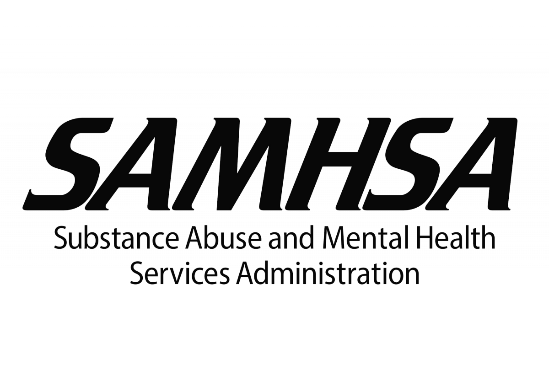 SAMHSA
Substance Abuse and Mental Health
Services Administration